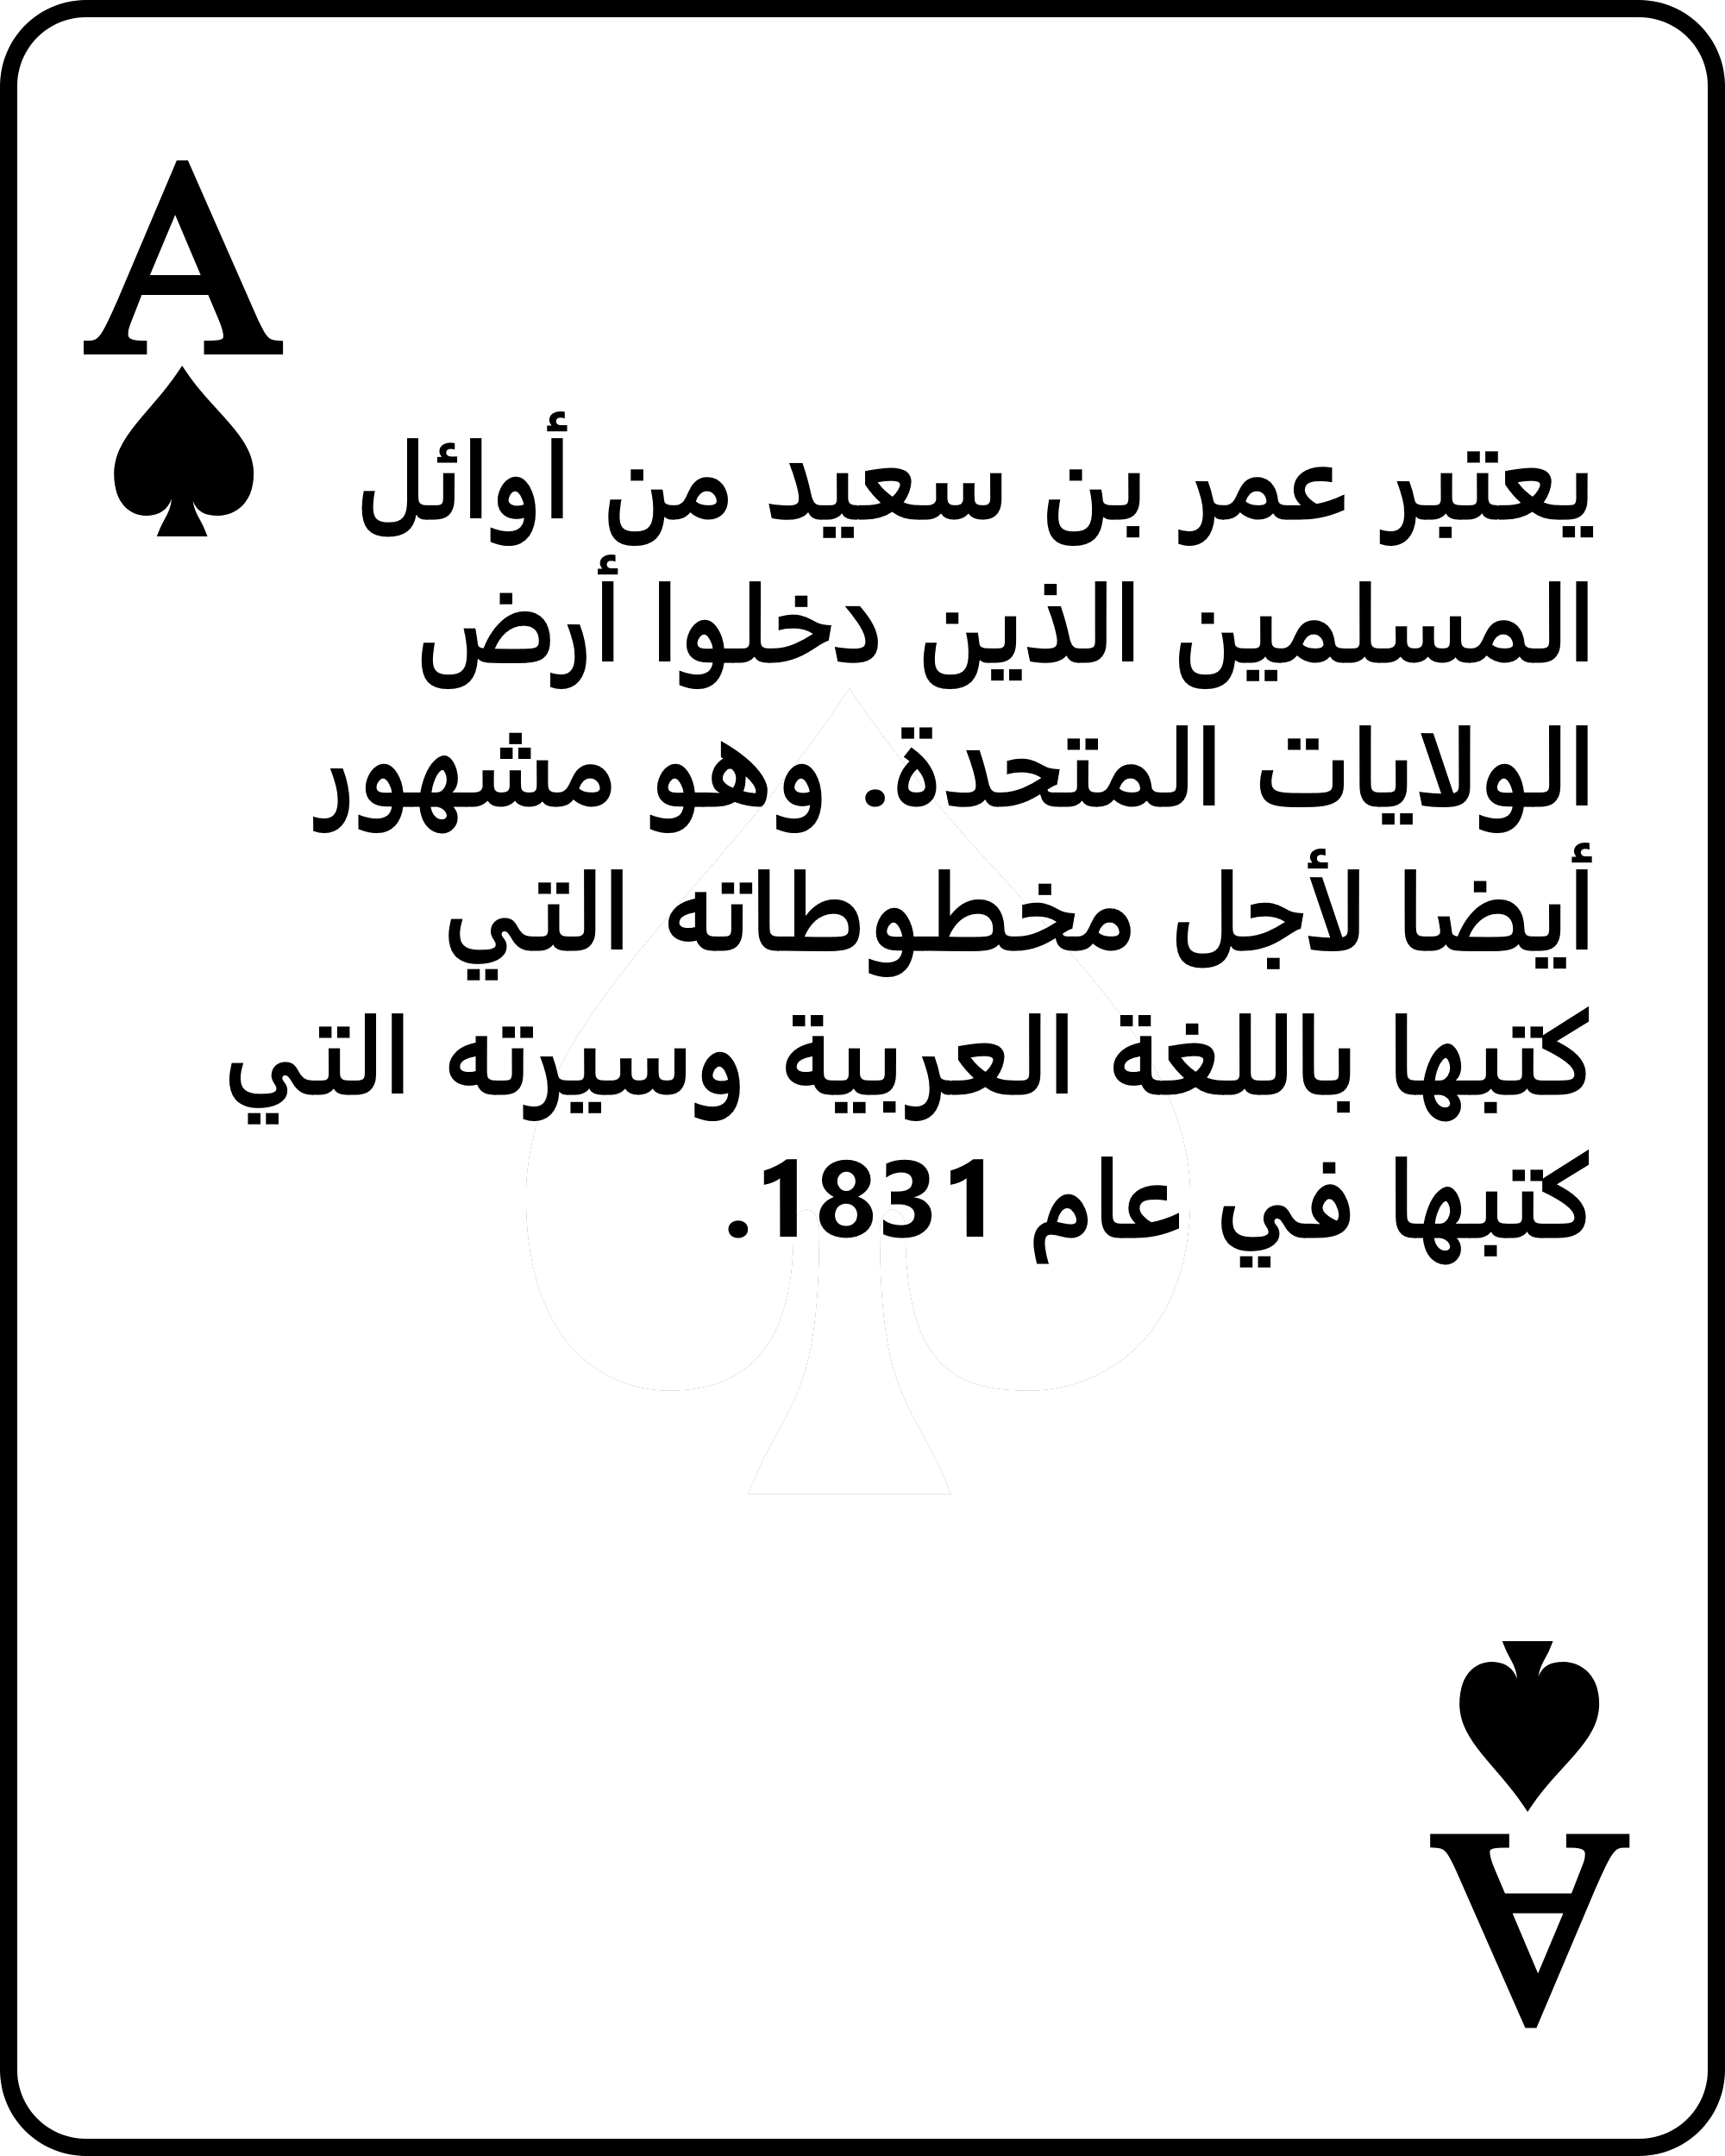 A
يعتبر عمر بن سعيد من أوائل
المسلمين الذين دخلوا أرض
الولايات المتحدة. وهو مشهور
أيضا لأجل مخطوطاته التي
كتبها باللغة العربية وسيرته التي
كتبها في عام 1831.
A